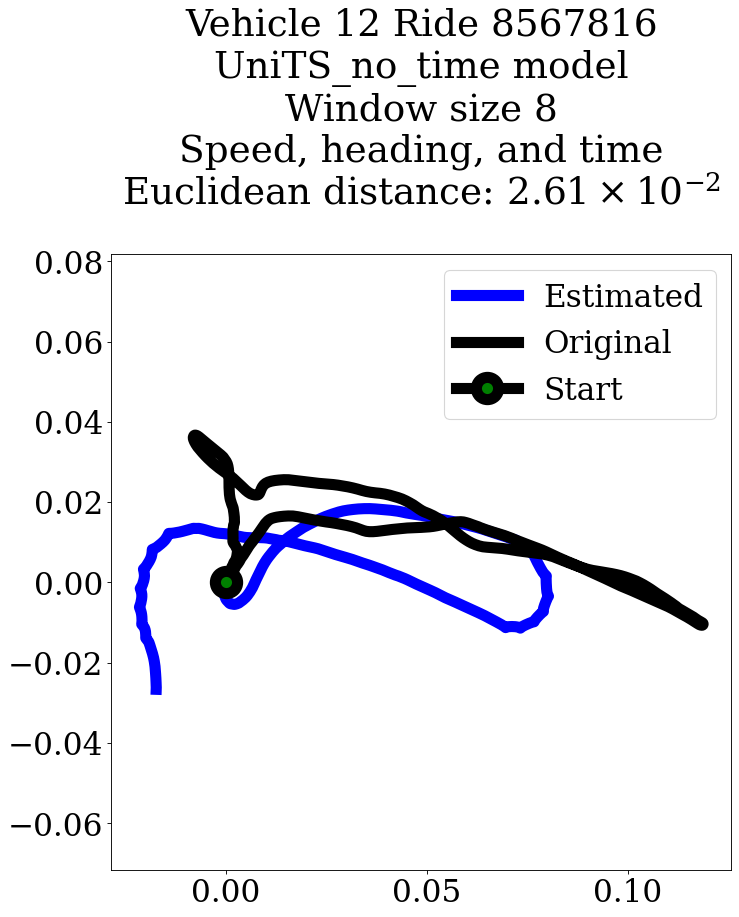 Vehicle 12 Ride 8567816
UniTS_no_time model
Window size 8
Speed, heading, and time
Euclidean distance: 2.61 × 10⁻²
Estimated
Original
Start
0.08
0.06
0.04
0.02
0.00
−0.02
−0.04
−0.06
0.00 0.05 0.10